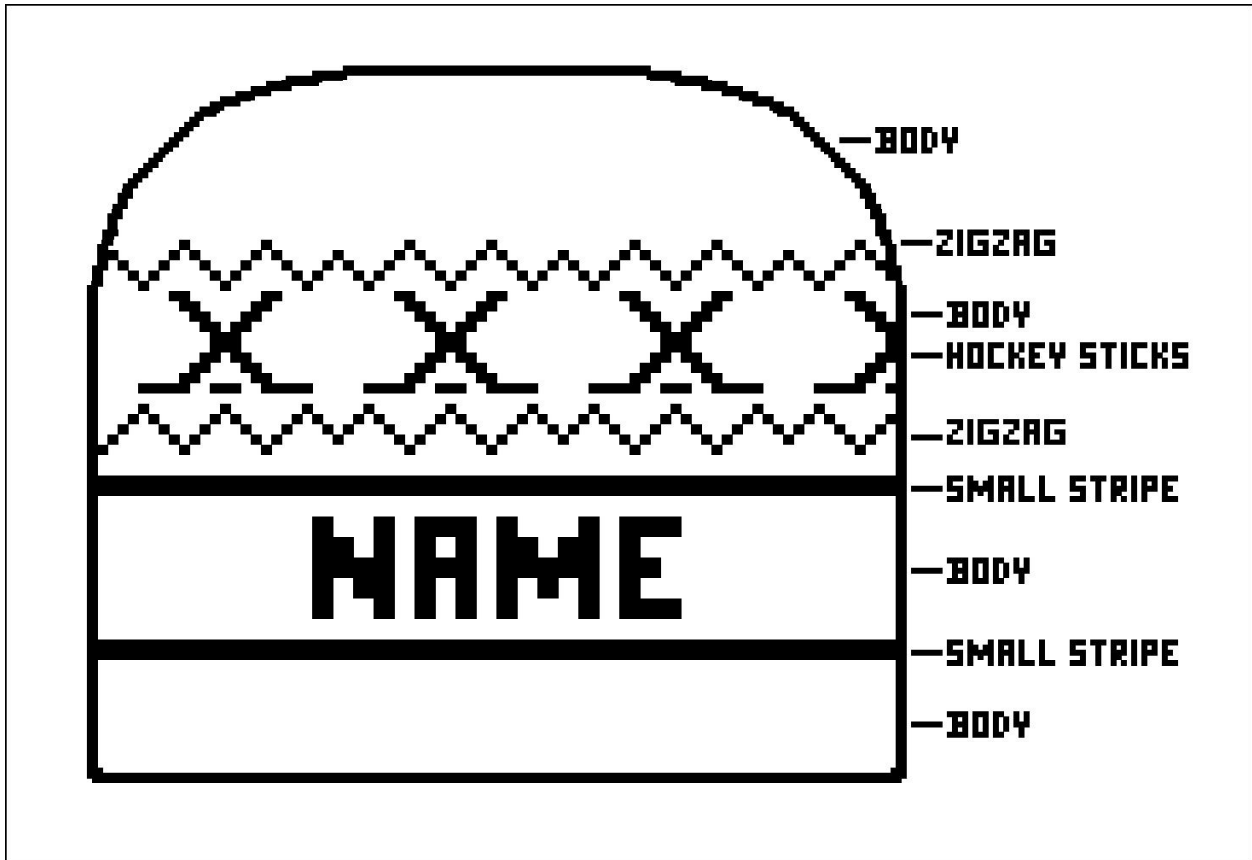 BODY
ZIGZAG
BODY
HOCKEY STICKS
ZIGZAG
SMALL STRIPE
NAME
BODY
SMALL STRIPE
BODY